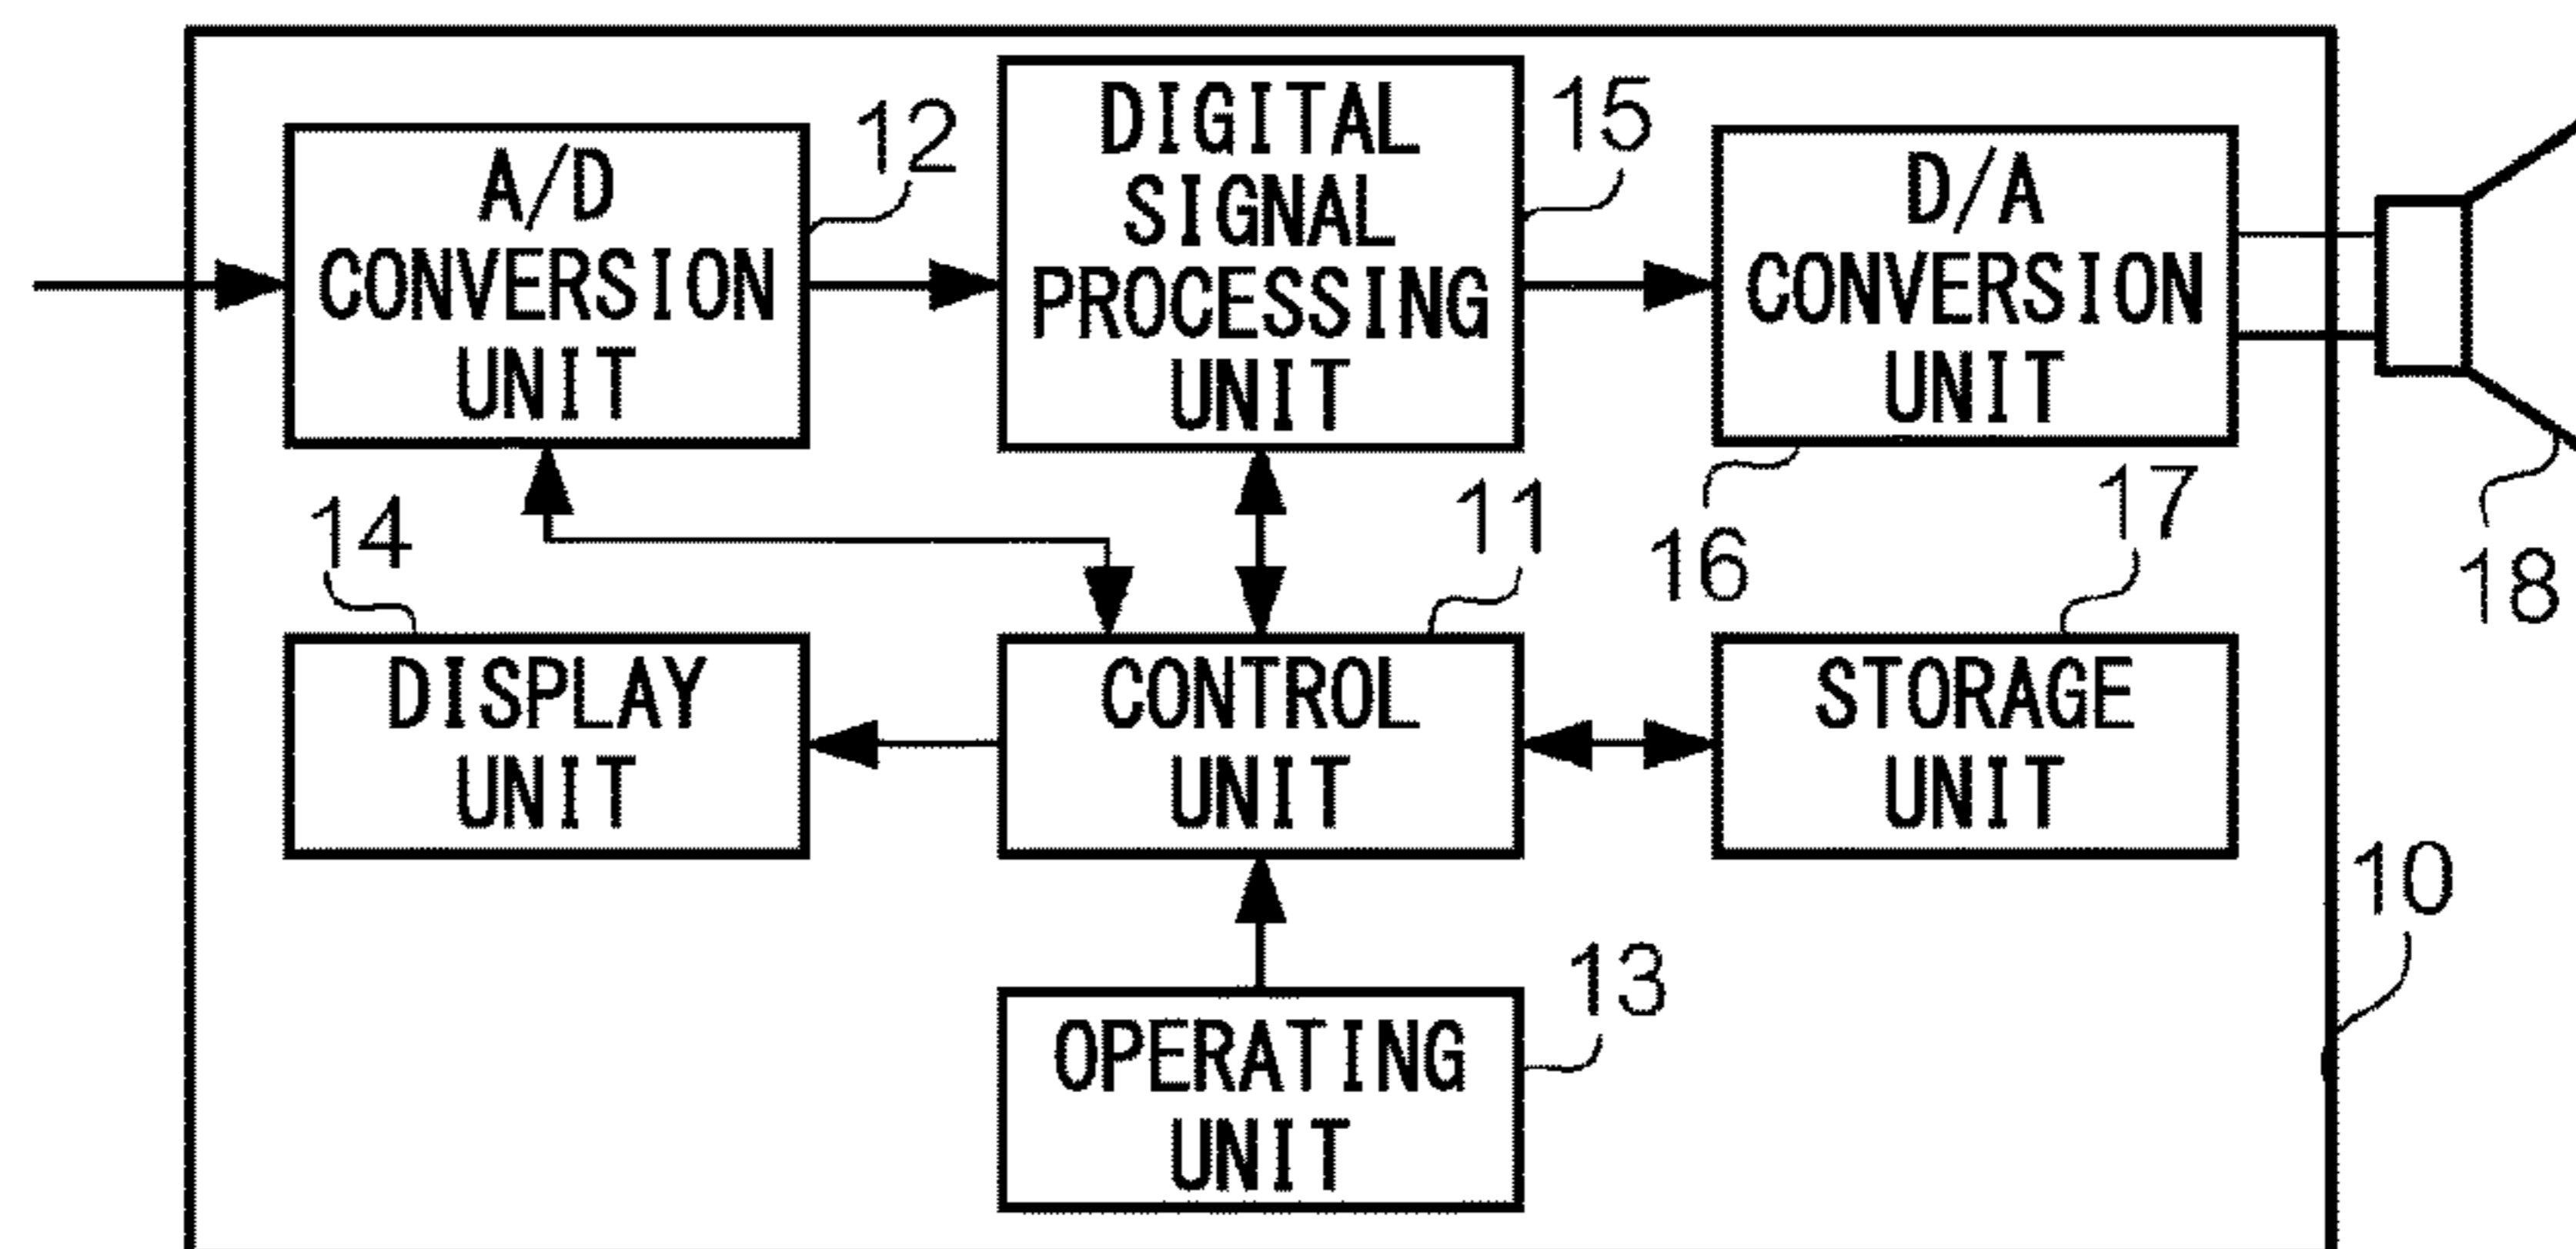 A/D
CONVERSION
UNIT
12
DIGITAL
SIGNAL
PROCESSING
UNIT
15
D/A
CONVERSION
UNIT
16
18
14
DISPLAY
UNIT
11
CONTROL
UNIT
17
STORAGE
UNIT
10
13
OPERATING
UNIT